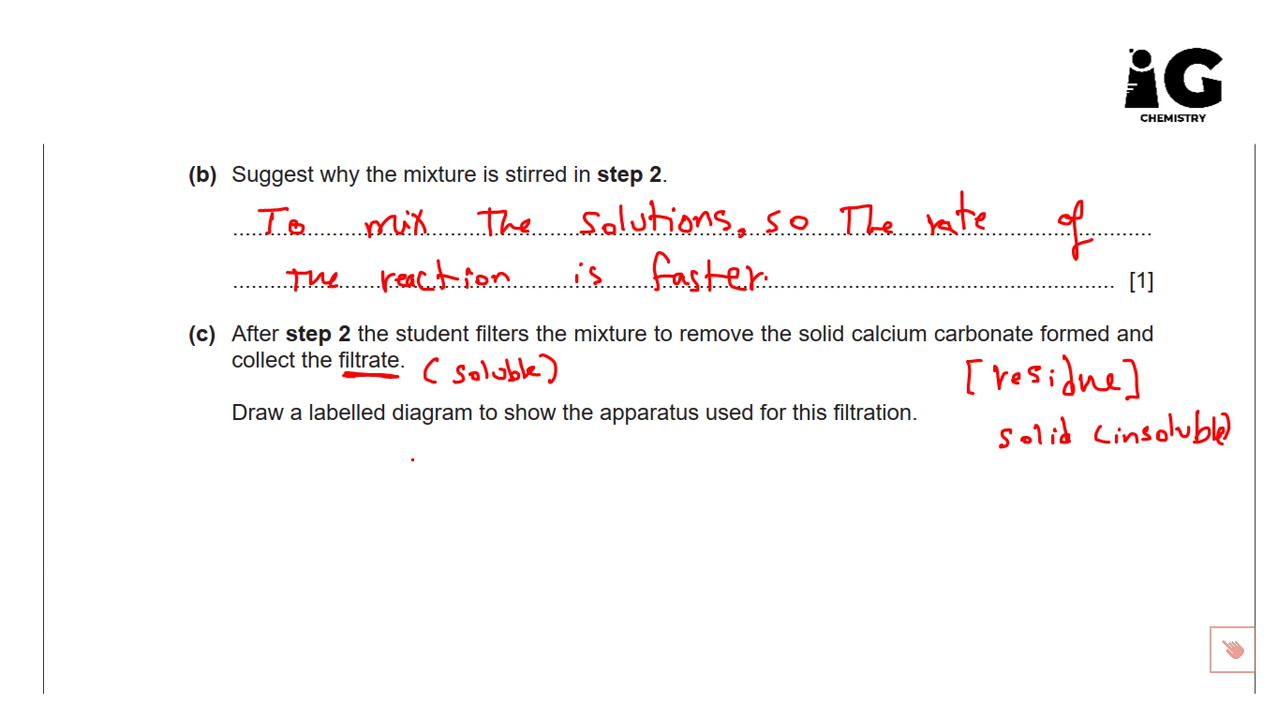 iG
CHEMISTRY
(b) Suggest why the mixture is stirred in step 2.
To mix the solutions, so The rate of
the reaction is faster. [1]
(c) After step 2 the student filters the mixture to remove the solid calcium carbonate formed and
collect the filtrate. (soluble)
[residue]
Draw a labelled diagram to show the apparatus used for this filtration.
solid (insoluble)